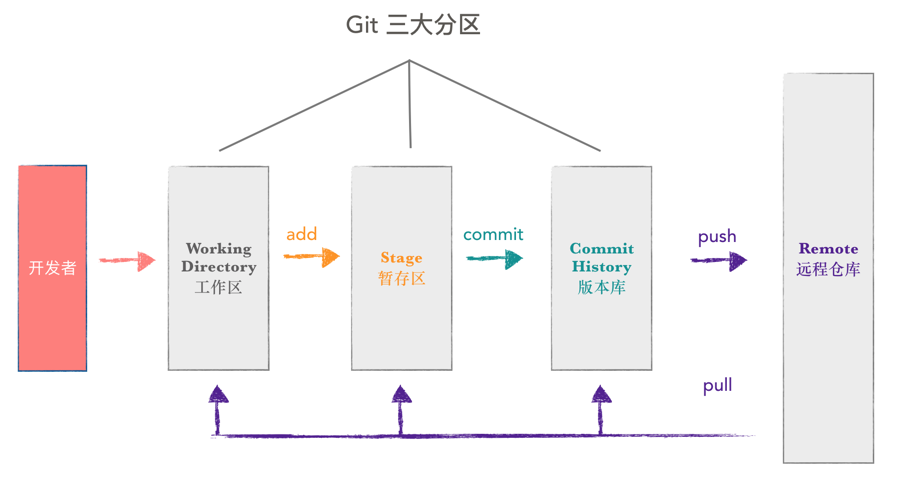 Git 三大分区
开发者
Working
Directory
工作区
add
Stage
暂存区
commit
Commit
History
版本库
push
Remote
远程仓库
pull